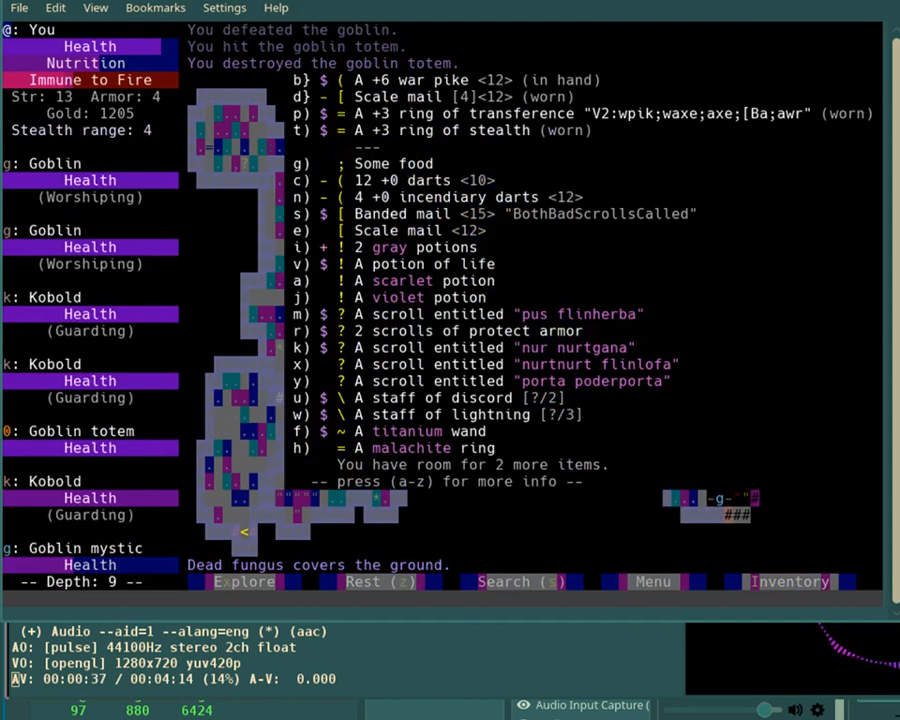 File Edit View Bookmarks Settings Help
@: You
Health
Nutrition
Immune to Fire
Str: 13 Armor: 4
Gold: 1205
Stealth range: 4
g: Goblin
Health
(Worshiping)
g: Goblin
Health
(Worshiping)
k: Kobold
Health
(Guarding)
k: Kobold
Health
(Guarding)
0: Goblin totem
Health
k: Kobold
Health
(Guarding)
g: Goblin mystic
Health
-- Depth: 9 --
You defeated the goblin.
You hit the goblin totem.
You destroyed the goblin totem.
b} $ ( A +6 war pike <12> (in hand)
d} - [ Scale mail [4]<12> (worn)
p) $ = A +3 ring of transference "V2:wpik;waxe;axe;[Ba;awr" (worn)
t) $ = A +3 ring of stealth (worn)
---
g) ; Some food
c) - ( 12 +0 darts <10>
n) - ( 4 +0 incendiary darts <12>
s) $ [ Banded mail <15> "BothBadScrollsCalled"
e) [ Scale mail <12>
i) + ! 2 gray potions
v) $ ! A potion of life
a) ! A scarlet potion
j) ! A violet potion
m) $ ? A scroll entitled "pus flinherba"
r) $ ? 2 scrolls of protect armor
k) $ ? A scroll entitled "nur nurtgana"
x) ? A scroll entitled "nurtnurt flinlofa"
y) ? A scroll entitled "porta poderporta"
u) $ \ A staff of discord [?/2]
w) $ \ A staff of lightning [?/3]
f) $ ~ A titanium wand
h) = A malachite ring
You have room for 2 more items.
-- press (a-z) for more info --
Dead fungus covers the ground.
Explore Rest (z) Search (s) Menu Inventory
(+) Audio --aid=1 --alang=eng (*) (aac)
AO: [pulse] 44100Hz stereo 2ch float
VO: [opengl] 1280x720 yuv420p
AV: 00:00:37 / 00:04:14 (14%) A-V: 0.000
97 880 6424
Audio Input Capture (